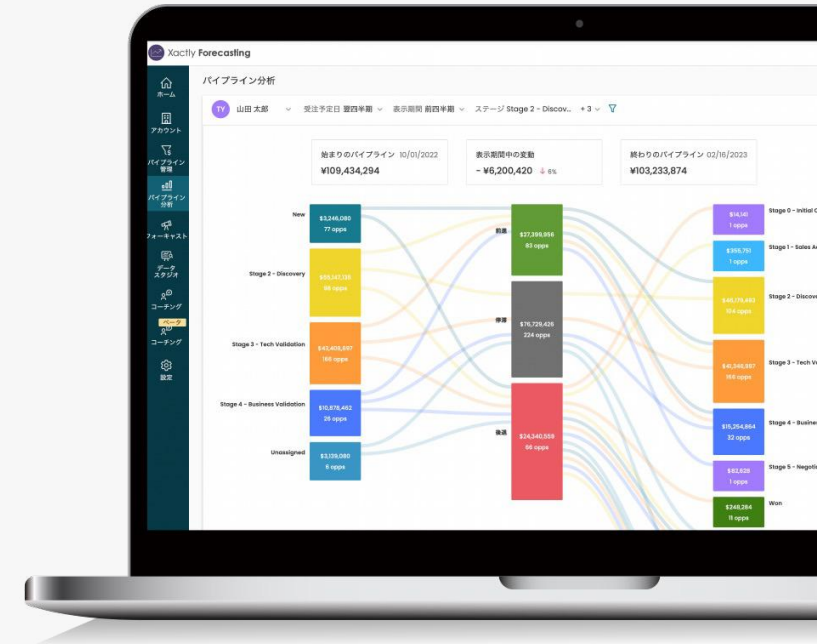 Xactly Forecasting
パイプライン分析
TY 山田 太郎 受注予定日 翌四半期 表示期間 前四半期 ステージ Stage 2 - Discov... + 3
ホーム
アカウント
パイプライン
管理
パイプライン
分析
フォーキャスト
データ
スタジオ
コーチング
ベータ
コーチング
設定
始まりのパイプライン 10/01/2022
¥109,434,294
表示期間中の変動
- ¥6,200,420 ↓ 6%
終わりのパイプライン 02/16/2023
¥103,233,874
New
$3,246,080
77 opps
Stage 2 - Discovery
Stage 3 - Tech Validation
Stage 4 - Business Validation
$10,878,462
26 opps
Unassigned
$3,139,080
6 opps
前進
$27,399,956
83 opps
停滞
$76,729,426
224 opps
後退
$24,340,559
66 opps
$14,141
1 opps
Stage 0 - Initial
$355,751
1 opps
Stage 1 - Sales
Stage 2 - Discov
Stage 3 - Tech
$15,254,864
32 opps
Stage 4 - Busine
$82,828
1 opps
Stage 5 - Negoti
$248,284
11 opps
Won